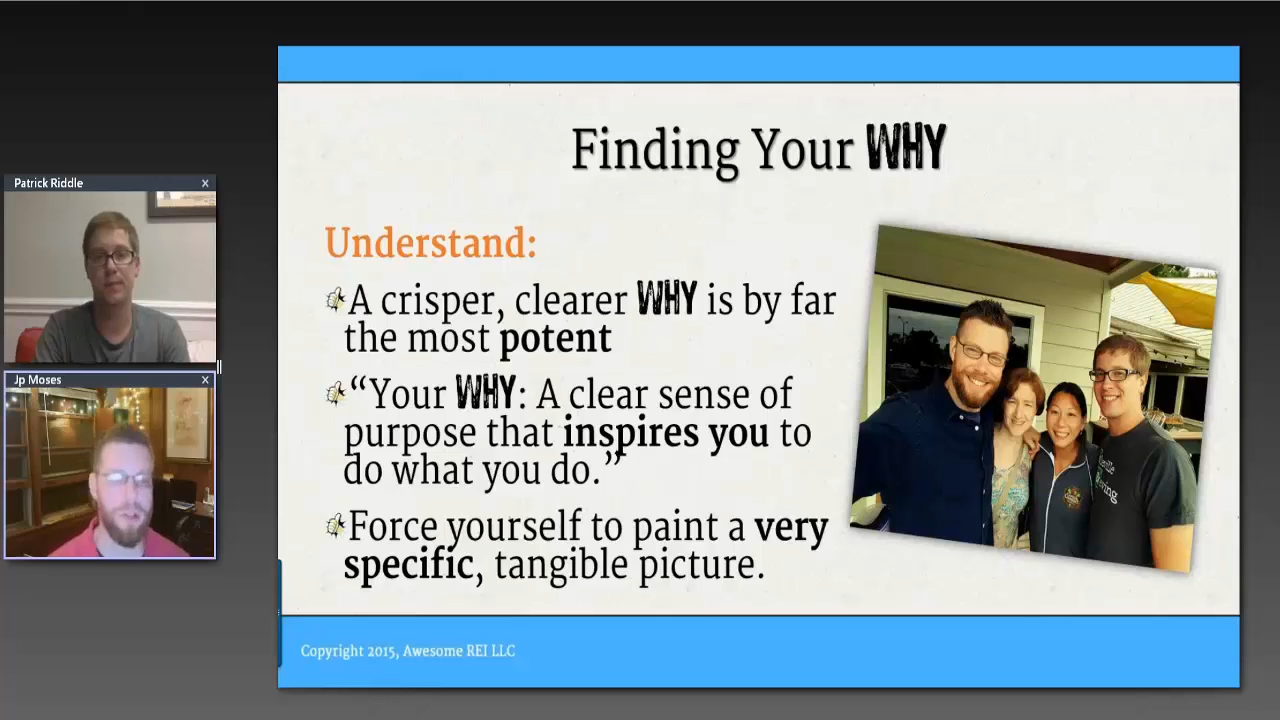 Patrick Riddle
Jp Moses
Finding Your WHY
Understand:
A crisper, clearer WHY is by far
the most potent
“Your WHY: A clear sense of
purpose that inspires you to
do what you do.”
Force yourself to paint a very
specific, tangible picture.
Copyright 2015, Awesome REI LLC